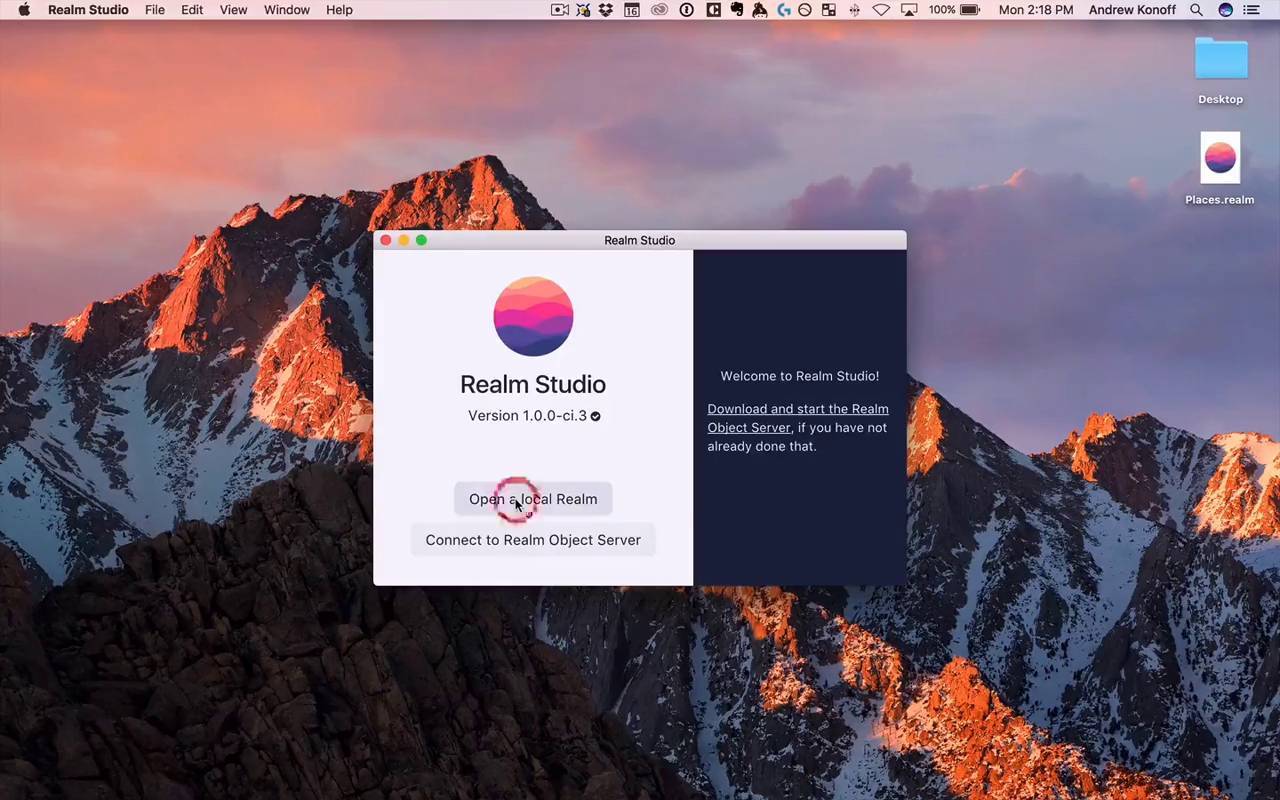 Realm Studio File Edit View Window Help 16 100% Mon 2:18 PM Andrew Konoff
Desktop
Places.realm
Realm Studio
Realm Studio
Version 1.0.0-ci.3
Open a local Realm
Connect to Realm Object Server
Welcome to Realm Studio!
Download and start the Realm
Object Server, if you have not
already done that.